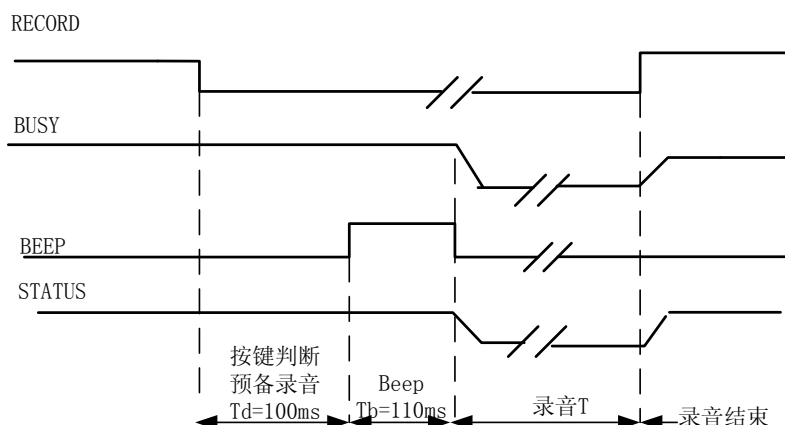 RECORD
BUSY
BEEP
STATUS
按键判断
预备录音
Td=100ms
Beep
Tb=110ms
录音T
录音结束